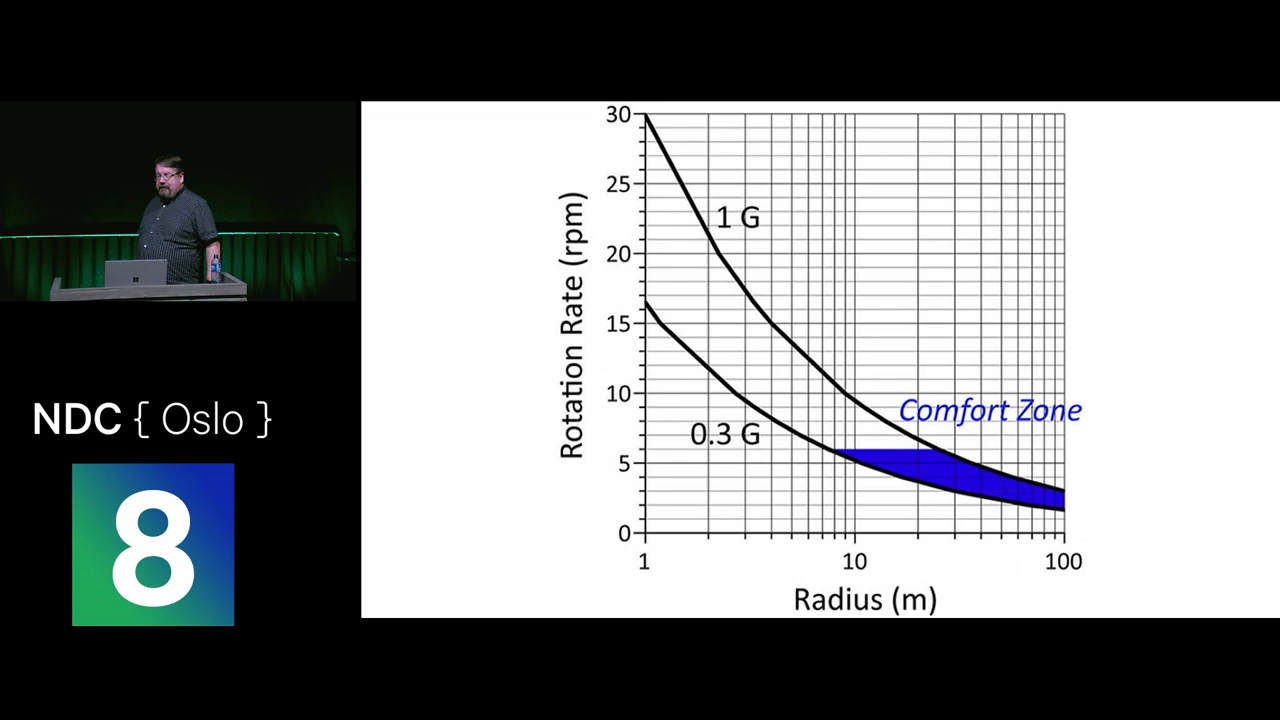 NDC { Oslo }
8
Rotation Rate (rpm)
30
25
20
15
10
5
0
1 G
0.3 G
Comfort Zone
1
10
100
Radius (m)